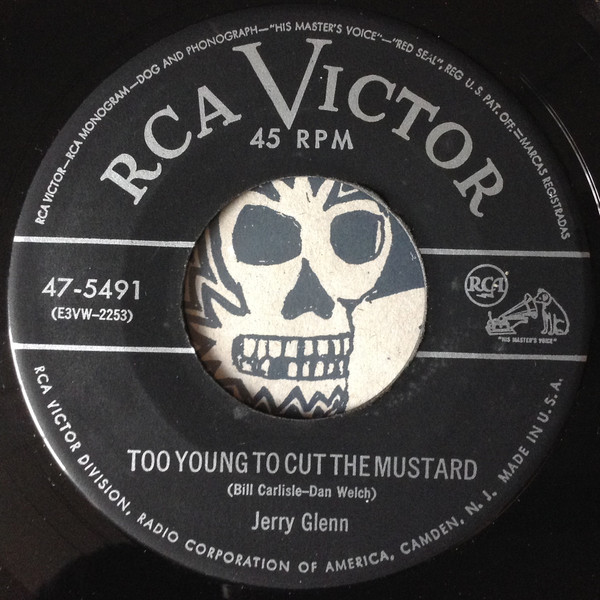 RCA VICTOR—RCA MONOGRAM—DOG AND PHONOGRAPH—"HIS MASTER'S VOICE"—"RED SEAL", REG. U.S. PAT. OFF.—MARCAS REGISTRADAS
RCA VICTOR
45 RPM
47-5491
(E3VW-2253)
RCA
"HIS MASTER'S VOICE"
TOO YOUNG TO CUT THE MUSTARD
(Bill Carlisle-Dan Welch)
Jerry Glenn
RCA VICTOR DIVISION, RADIO CORPORATION OF AMERICA, CAMDEN, N. J. MADE IN U.S.A.